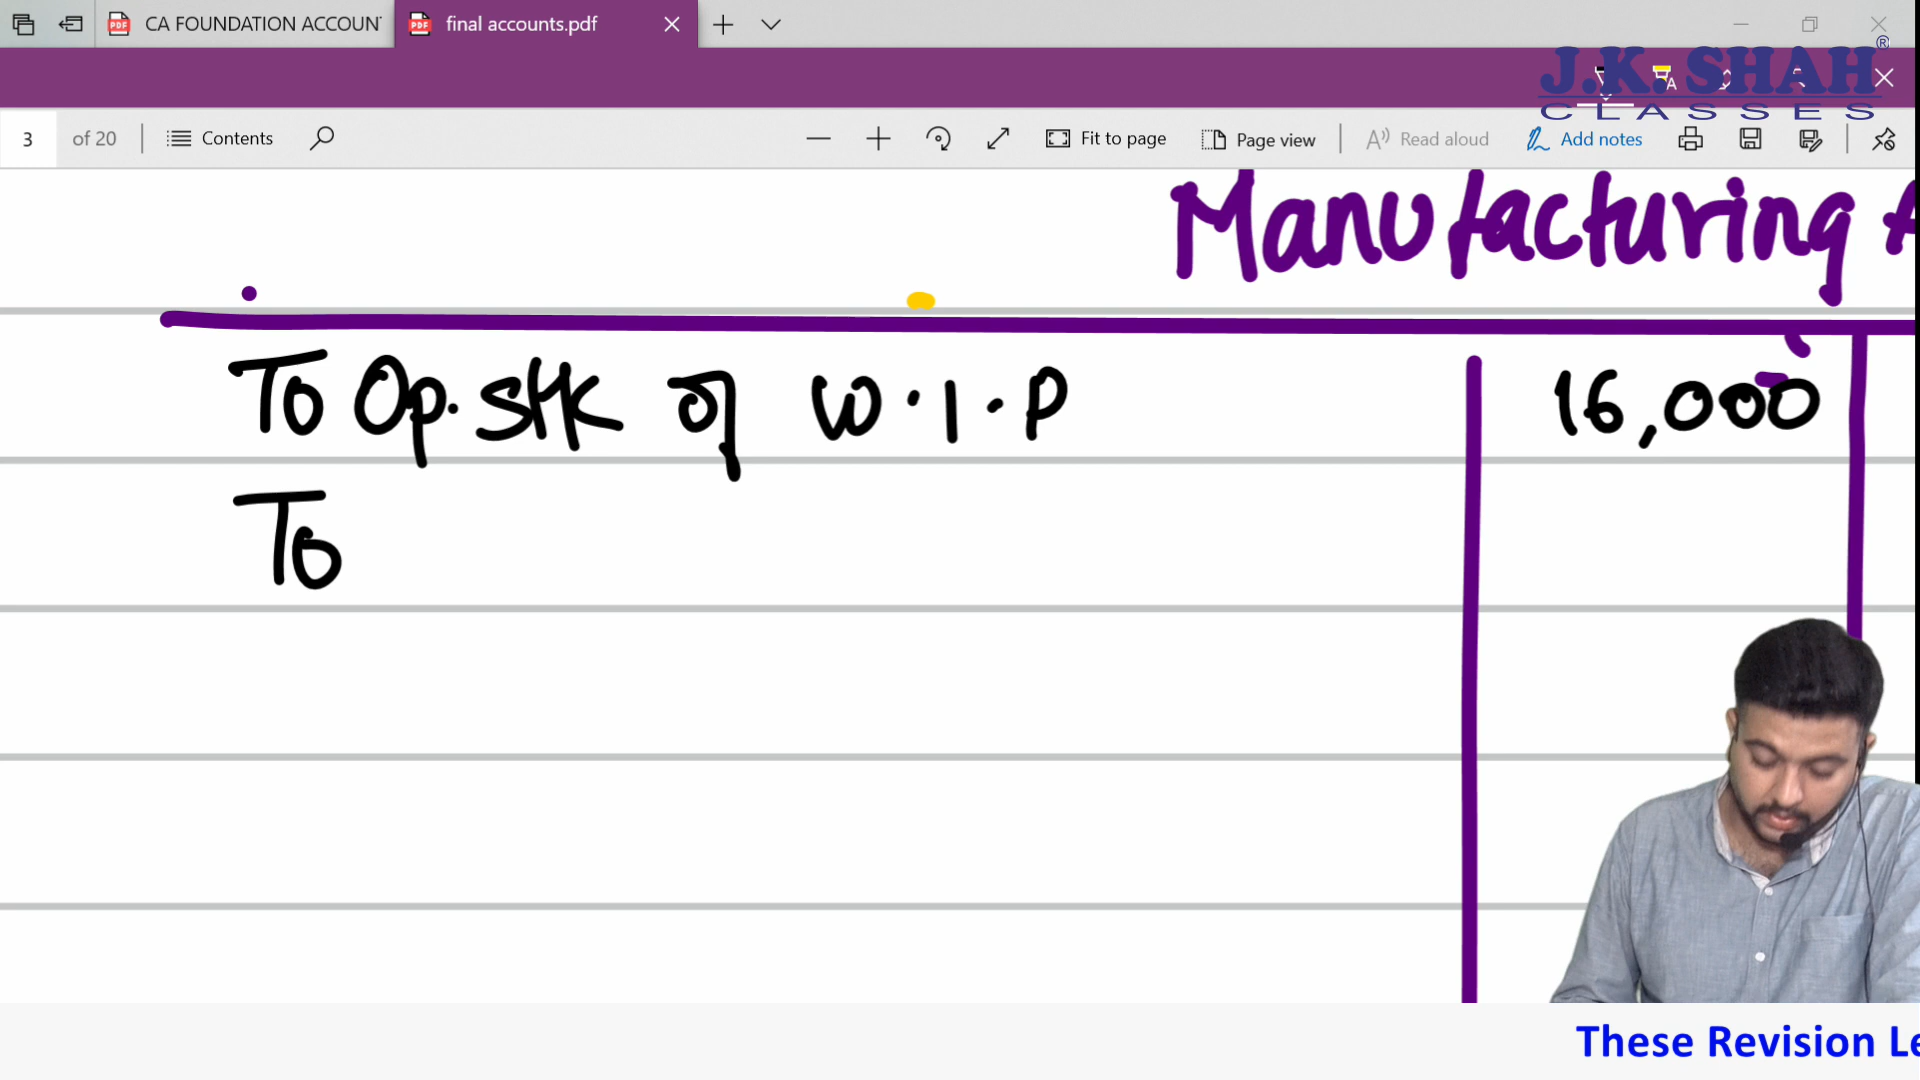 CA FOUNDATION ACCOUN
final accounts.pdf
J.K. SHAH®
CLASSES
3 of 20 Contents Fit to page Page view Read aloud Add notes
Manufacturing A
To Op. stk of W.I.P 16,000
To
These Revision Le